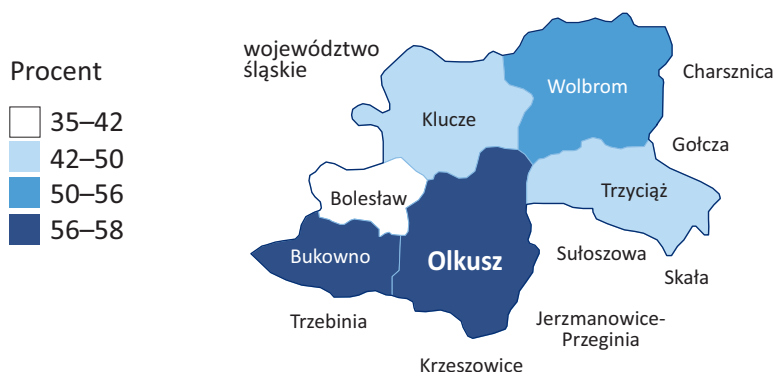 Procent
35–42
42–50
50–56
56–58
województwo
śląskie
Charsznica
Wolbrom
Klucze
Gołcza
Trzyciąż
Bolesław
Bukowno
Olkusz
Sułoszowa
Skała
Trzebinia
Jerzmanowice-
Przeginia
Krzeszowice